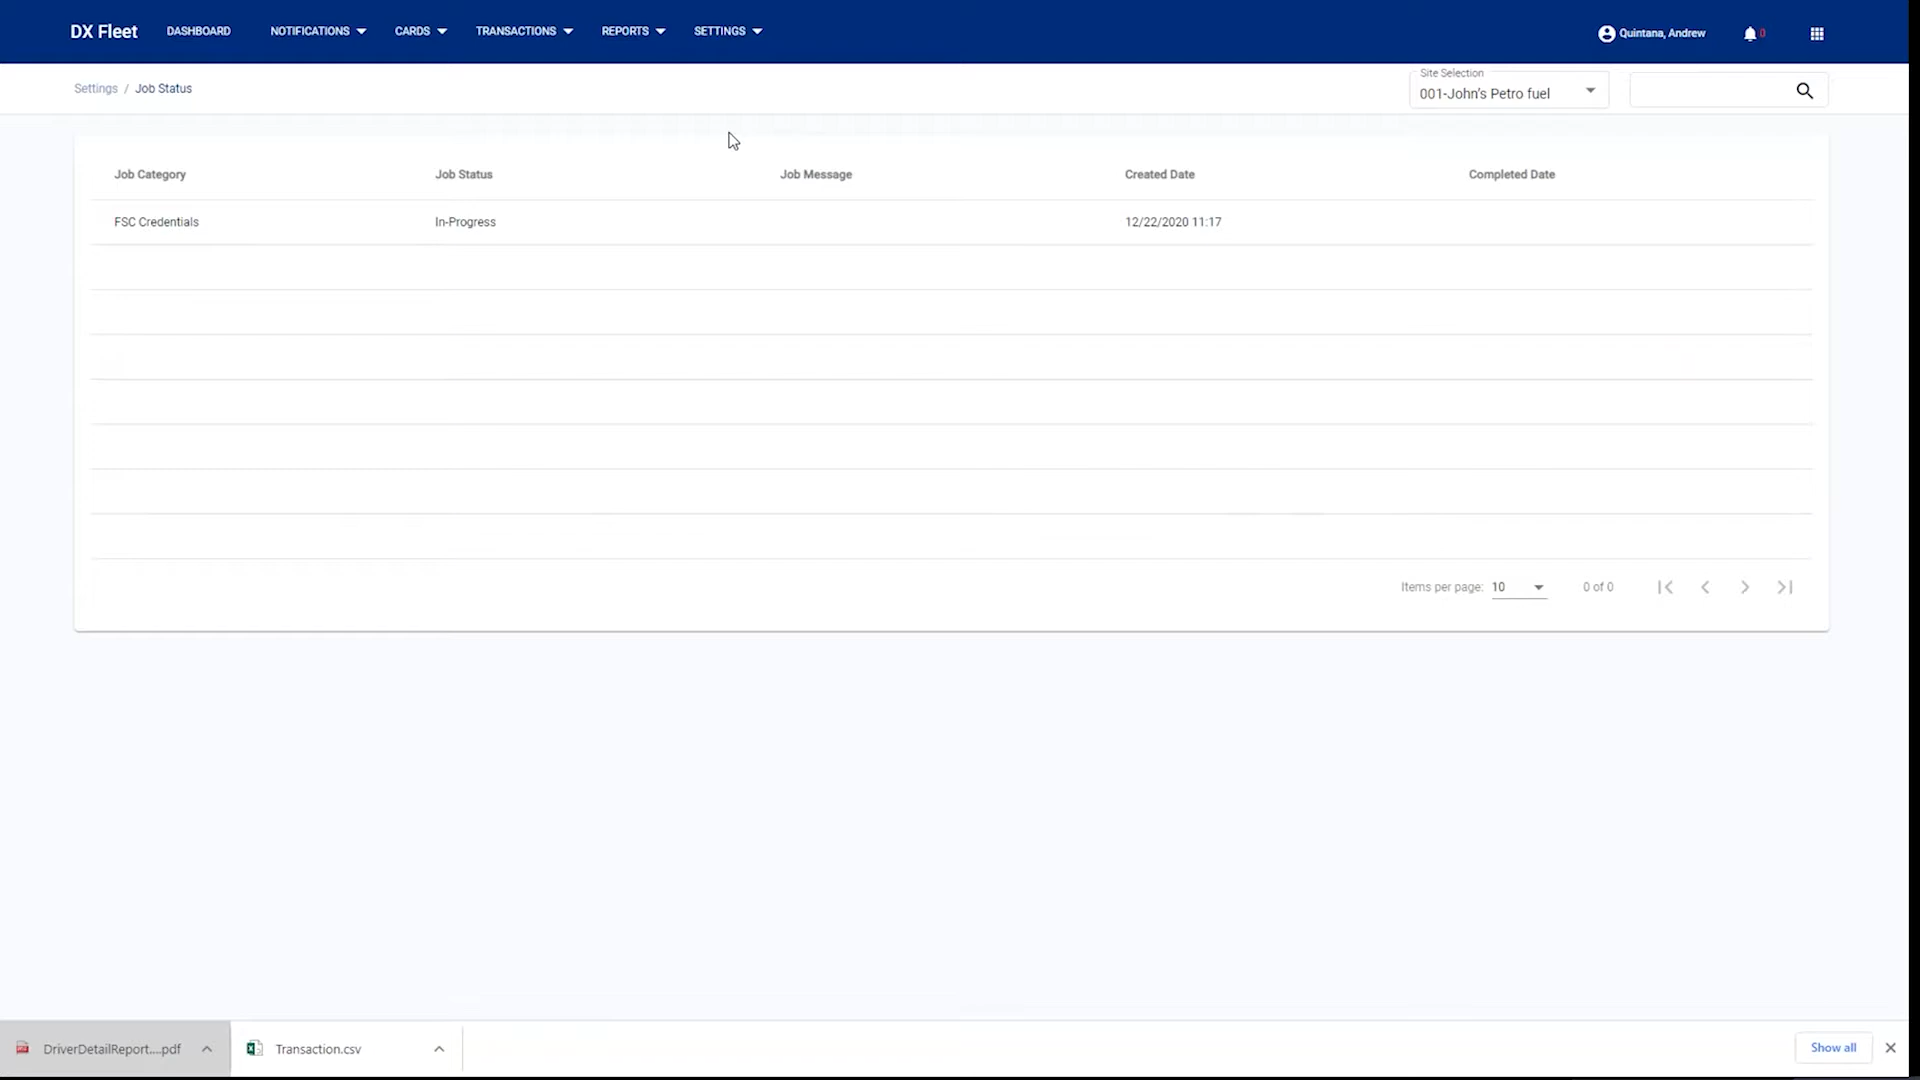 DX Fleet DASHBOARD NOTIFICATIONS CARDS TRANSACTIONS REPORTS SETTINGS Quintana, Andrew 0
Settings / Job Status
Site Selection
001-John's Petro fuel
Job Category Job Status Job Message Created Date Completed Date
FSC Credentials In-Progress 12/22/2020 11:17
Items per page: 10 0 of 0
DriverDetailReport....pdf Transaction.csv Show all